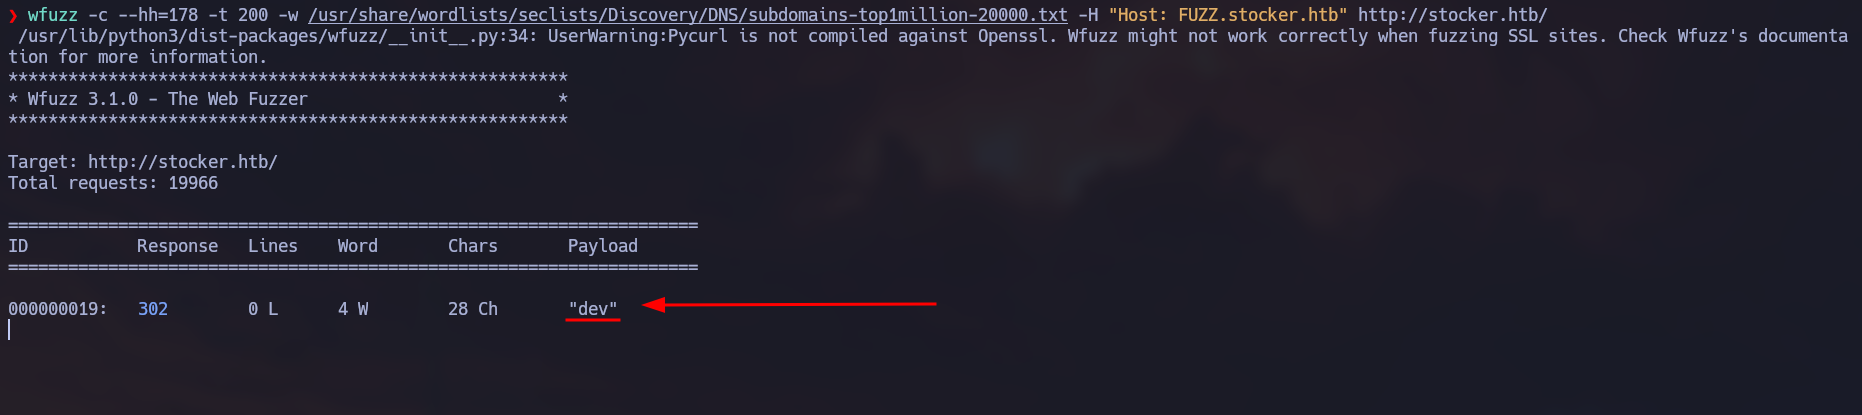 ❯ wfuzz -c --hh=178 -t 200 -w /usr/share/wordlists/seclists/Discovery/DNS/subdomains-top1million-20000.txt -H "Host: FUZZ.stocker.htb" http://stocker.htb/
/usr/lib/python3/dist-packages/wfuzz/__init__.py:34: UserWarning:Pycurl is not compiled against Openssl. Wfuzz might not work correctly when fuzzing SSL sites. Check Wfuzz's documenta
tion for more information.
********************************************************
* Wfuzz 3.1.0 - The Web Fuzzer                         *
********************************************************
Target: http://stocker.htb/
Total requests: 19966
=====================================================================
ID           Response   Lines    Word       Chars       Payload
=====================================================================
000000019:   302        0 L      4 W        28 Ch       "dev"